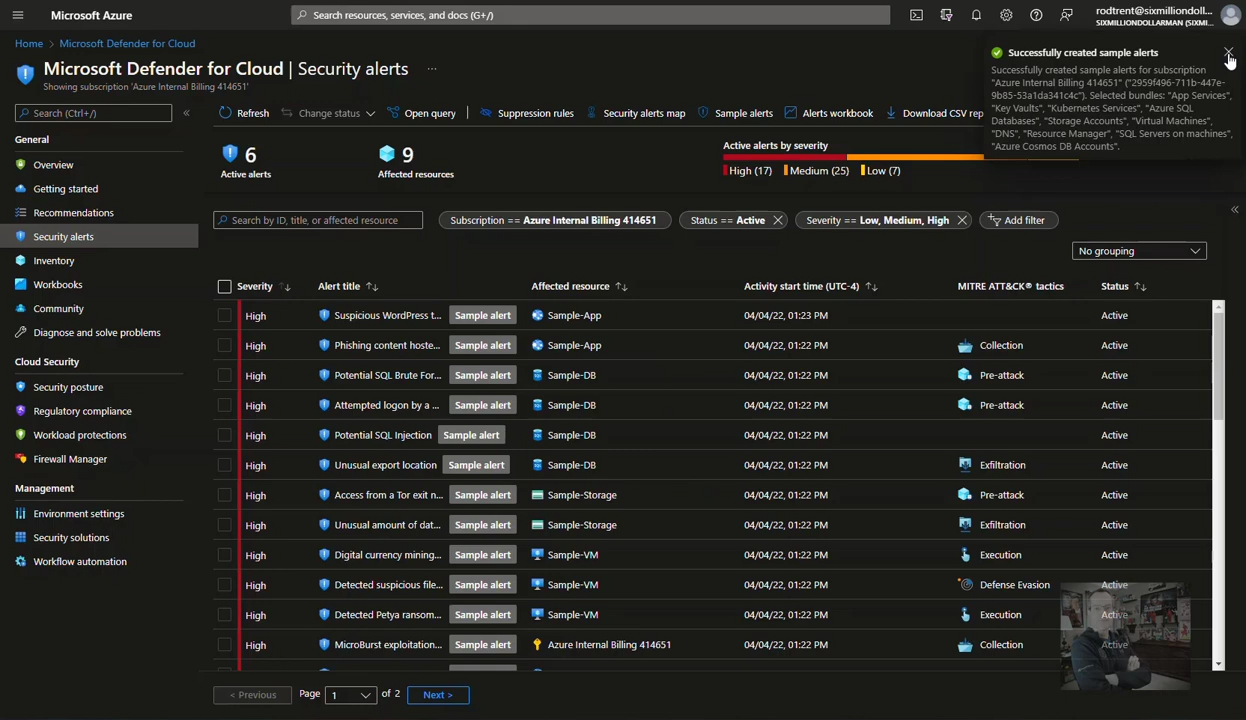 Microsoft Azure
Search resources, services, and docs (G+/)
rodtrent@sixmilliondoll...
SIXMILLIONDOLLARMAN (SIXMI...
Home > Microsoft Defender for Cloud
Microsoft Defender for Cloud | Security alerts ...
Showing subscription 'Azure Internal Billing 414651'
Successfully created sample alerts
Successfully created sample alerts for subscription
"Azure Internal Billing 414651" ("2959f496-711b-447e-
9b85-53a1da341c4c"). Selected bundles: "App Services",
"Key Vaults", "Kubernetes Services", "Azure SQL
Databases", "Storage Accounts", "Virtual Machines",
"DNS", "Resource Manager", "SQL Servers on machines",
"Azure Cosmos DB Accounts".
Search (Ctrl+/)
Refresh Change status Open query Suppression rules Security alerts map Sample alerts Alerts workbook Download CSV rep
General
Overview
Getting started
Recommendations
Security alerts
Inventory
Workbooks
Community
Diagnose and solve problems
Cloud Security
Security posture
Regulatory compliance
Workload protections
Firewall Manager
Management
Environment settings
Security solutions
Workflow automation
6
Active alerts
9
Affected resources
Active alerts by severity
High (17) Medium (25) Low (7)
Search by ID, title, or affected resource
Subscription == Azure Internal Billing 414651
Status == Active
Severity == Low, Medium, High
Add filter
No grouping
Severity Alert title Affected resource Activity start time (UTC-4) MITRE ATT&CK® tactics Status
High Suspicious WordPress t... Sample alert Sample-App 04/04/22, 01:23 PM Active
High Phishing content hoste... Sample alert Sample-App 04/04/22, 01:22 PM Collection Active
High Potential SQL Brute For... Sample alert Sample-DB 04/04/22, 01:22 PM Pre-attack Active
High Attempted logon by a ... Sample alert Sample-DB 04/04/22, 01:22 PM Pre-attack Active
High Potential SQL Injection Sample alert Sample-DB 04/04/22, 01:22 PM Active
High Unusual export location Sample alert Sample-DB 04/04/22, 01:22 PM Exfiltration Active
High Access from a Tor exit n... Sample alert Sample-Storage 04/04/22, 01:22 PM Pre-attack Active
High Unusual amount of dat... Sample alert Sample-Storage 04/04/22, 01:22 PM Exfiltration Active
High Digital currency mining... Sample alert Sample-VM 04/04/22, 01:22 PM Execution Active
High Detected suspicious file... Sample alert Sample-VM 04/04/22, 01:22 PM Defense Evasion Active
High Detected Petya ransom... Sample alert Sample-VM 04/04/22, 01:22 PM Execution Active
High MicroBurst exploitation... Sample alert Azure Internal Billing 414651 04/04/22, 01:22 PM Collection Active
< Previous Page 1 of 2 Next >